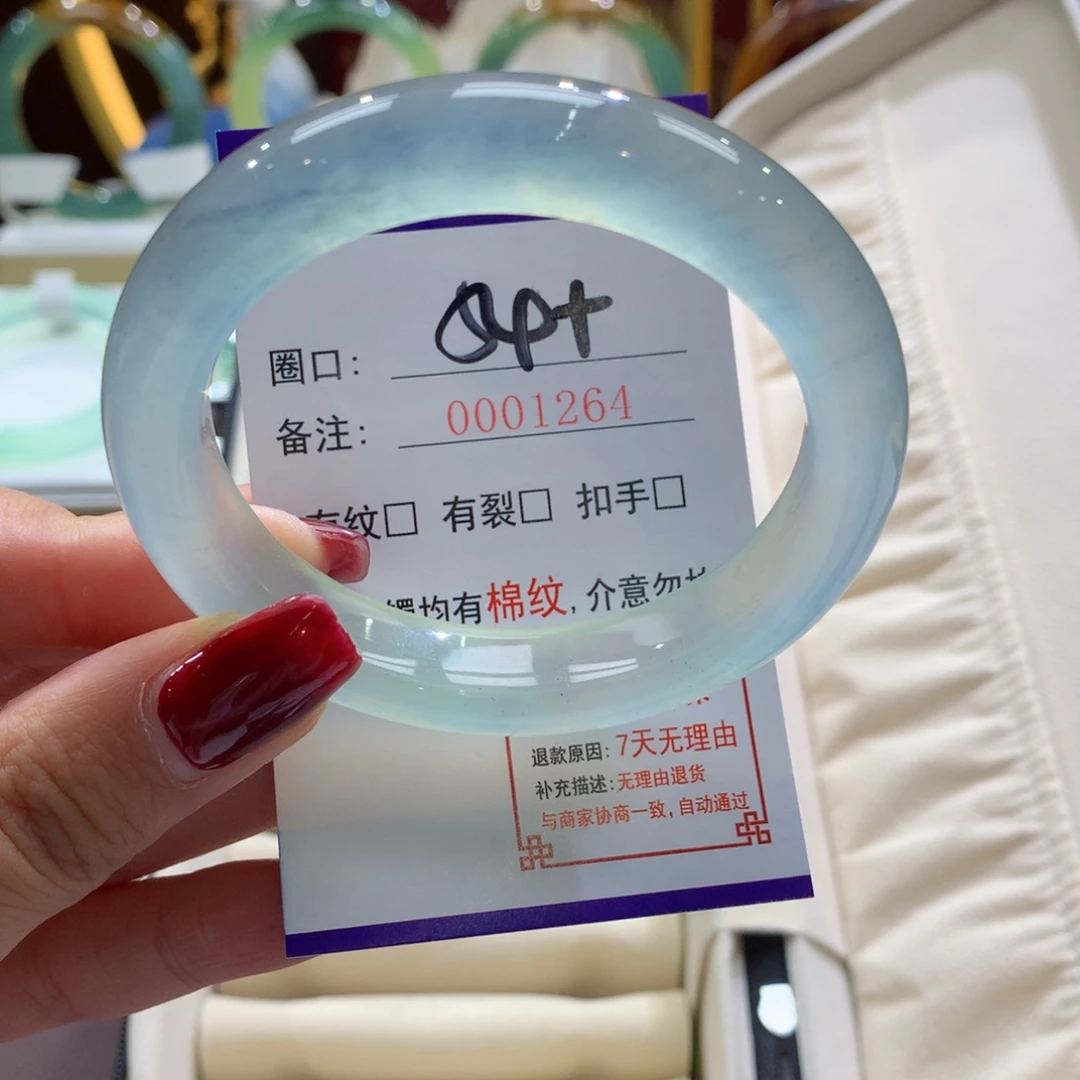 圈口:
备注: 0001264
纹□ 有裂□ 扣手□
镯均有棉纹,介意勿
退款原因:7天无理由
补充描述:无理由退货
与商家协商一致,自动通过